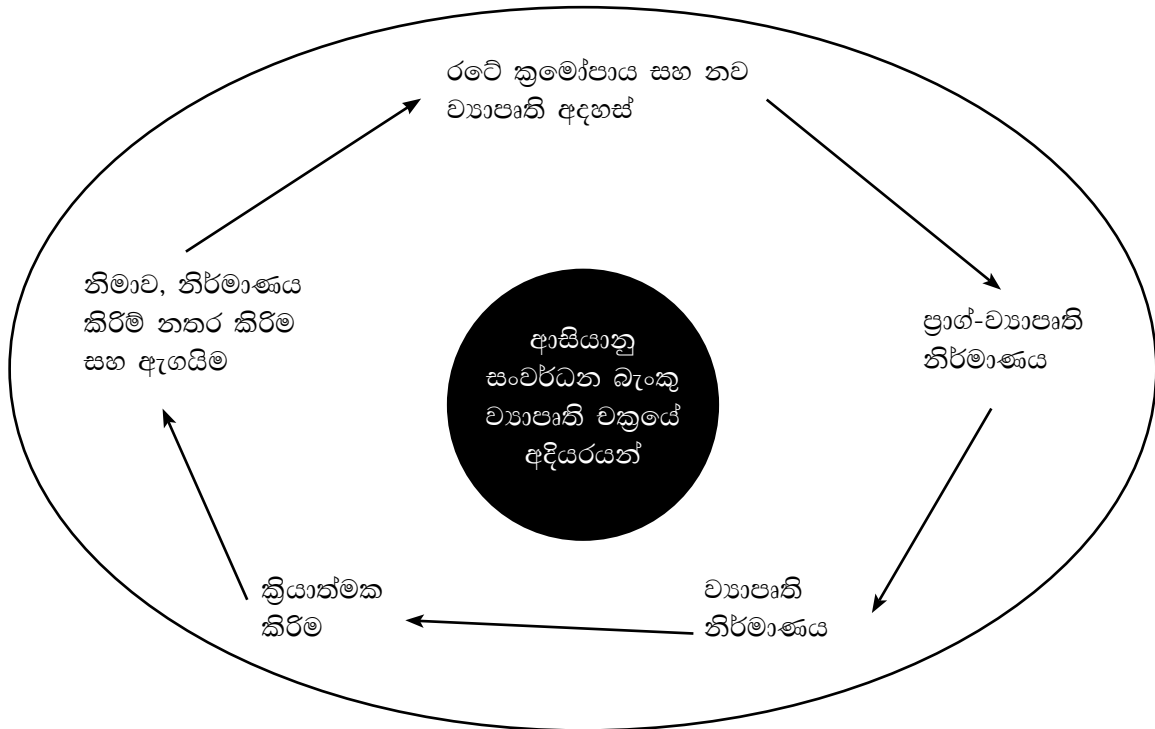 රටේ ක්‍රමෝපාය සහ නව
ව්‍යාපෘති අදහස්
ප්‍රාග්-ව්‍යාපෘති
නිර්මාණය
ව්‍යාපෘති
නිර්මාණය
ක්‍රියාත්මක
කිරීම
නිමාව, නිර්මාණය
කිරීම් නතර කිරීම
සහ ඇගයීම
ආසියානු
සංවර්ධන බැංකු
ව්‍යාපෘති චක්‍රයේ
අදියරයන්